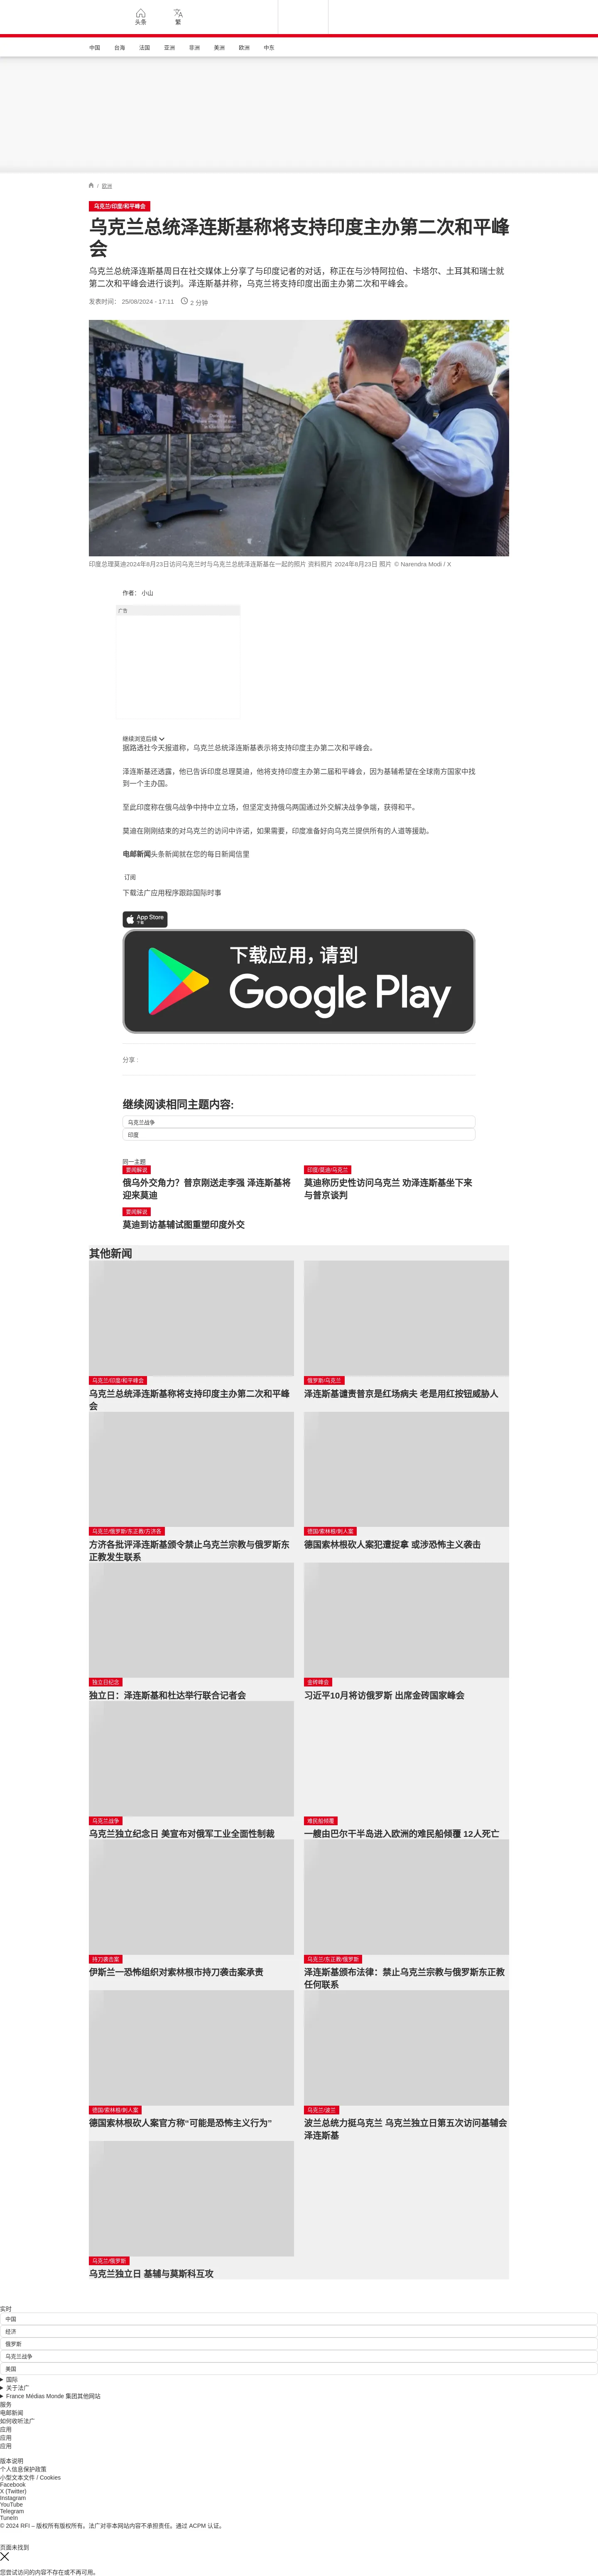 头条
繁
中国
台海
法国
亚洲
非洲
美洲
欧洲
中东
/ 欧洲
乌克兰/印度/和平峰会
乌克兰总统泽连斯基称将支持印度主办第二次和平峰
会
乌克兰总统泽连斯基周日在社交媒体上分享了与印度记者的对话，称正在与沙特阿拉伯、卡塔尔、土耳其和瑞士就
第二次和平峰会进行谈判。泽连斯基并称，乌克兰将支持印度出面主办第二次和平峰会。
发表时间： 25/08/2024 - 17:11 2 分钟
印度总理莫迪2024年8月23日访问乌克兰时与乌克兰总统泽连斯基在一起的照片 资料照片 2024年8月23日 照片 © Narendra Modi / X
作者： 小山
广告
继续浏览后续
据路透社今天报道称，乌克兰总统泽连斯基表示将支持印度主办第二次和平峰会。
泽连斯基还透露，他已告诉印度总理莫迪，他将支持印度主办第二届和平峰会，因为基辅希望在全球南方国家中找
到一个主办国。
至此印度称在俄乌战争中持中立立场，但坚定支持俄乌两国通过外交解决战争争端，获得和平。
莫迪在刚刚结束的对乌克兰的访问中许诺，如果需要，印度准备好向乌克兰提供所有的人道等援助。
电邮新闻头条新闻就在您的每日新闻信里
订阅
下载法广应用程序跟踪国际时事
App Store
下载
下载应用，请到
Google Play
分享 :
继续阅读相同主题内容:
乌克兰战争
印度
同一主题
要闻解说
俄乌外交角力？普京刚送走李强 泽连斯基将
迎来莫迪
印度/莫迪/乌克兰
莫迪称历史性访问乌克兰 劝泽连斯基坐下来
与普京谈判
要闻解说
莫迪到访基辅试图重塑印度外交
其他新闻
乌克兰/印度/和平峰会
乌克兰总统泽连斯基称将支持印度主办第二次和平峰
会
俄罗斯/乌克兰
泽连斯基谴责普京是红场病夫 老是用红按钮威胁人
乌克兰/俄罗斯/东正教/方济各
方济各批评泽连斯基颁令禁止乌克兰宗教与俄罗斯东
正教发生联系
德国/索林根/刺人案
德国索林根砍人案犯遭捉拿 或涉恐怖主义袭击
独立日纪念
独立日：泽连斯基和杜达举行联合记者会
金砖峰会
习近平10月将访俄罗斯 出席金砖国家峰会
乌克兰战争
乌克兰独立纪念日 美宣布对俄军工业全面性制裁
难民船倾覆
一艘由巴尔干半岛进入欧洲的难民船倾覆 12人死亡
持刀袭击案
伊斯兰一恐怖组织对索林根市持刀袭击案承责
乌克兰/东正教/俄罗斯
泽连斯基颁布法律：禁止乌克兰宗教与俄罗斯东正教
任何联系
德国/索林根/刺人案
德国索林根砍人案官方称“可能是恐怖主义行为”
乌克兰/波兰
波兰总统力挺乌克兰 乌克兰独立日第五次访问基辅会
泽连斯基
乌克兰/俄罗斯
乌克兰独立日 基辅与莫斯科互攻
实时
中国
经济
俄罗斯
乌克兰战争
美国
国际
关于法广
France Médias Monde 集团其他网站
服务
电邮新闻
如何收听法广
应用
应用
应用
版本说明
个人信息保护政策
小型文本文件 / Cookies
Facebook
X (Twitter)
Instagram
YouTube
Telegram
TuneIn
© 2024 RFI – 版权所有版权所有。法广对非本网站内容不承担责任。通过 ACPM 认证。
页面未找到
您尝试访问的内容不存在或不再可用。